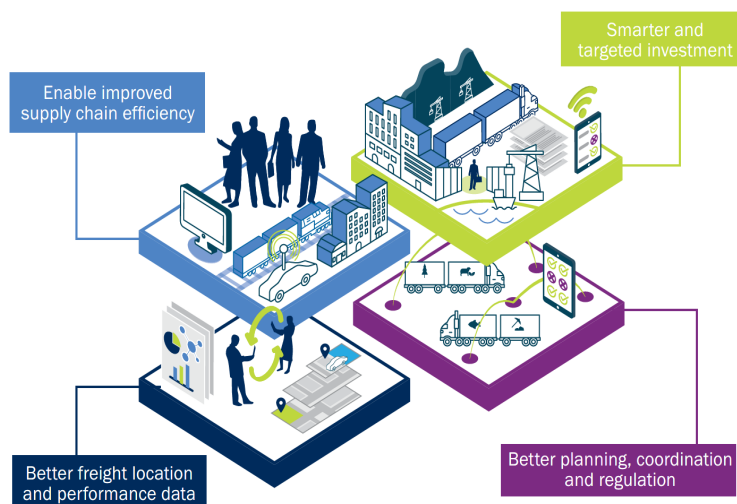 Smarter and
targeted investment
Enable improved
supply chain efficiency
Better freight location
and performance data
Better planning, coordination
and regulation